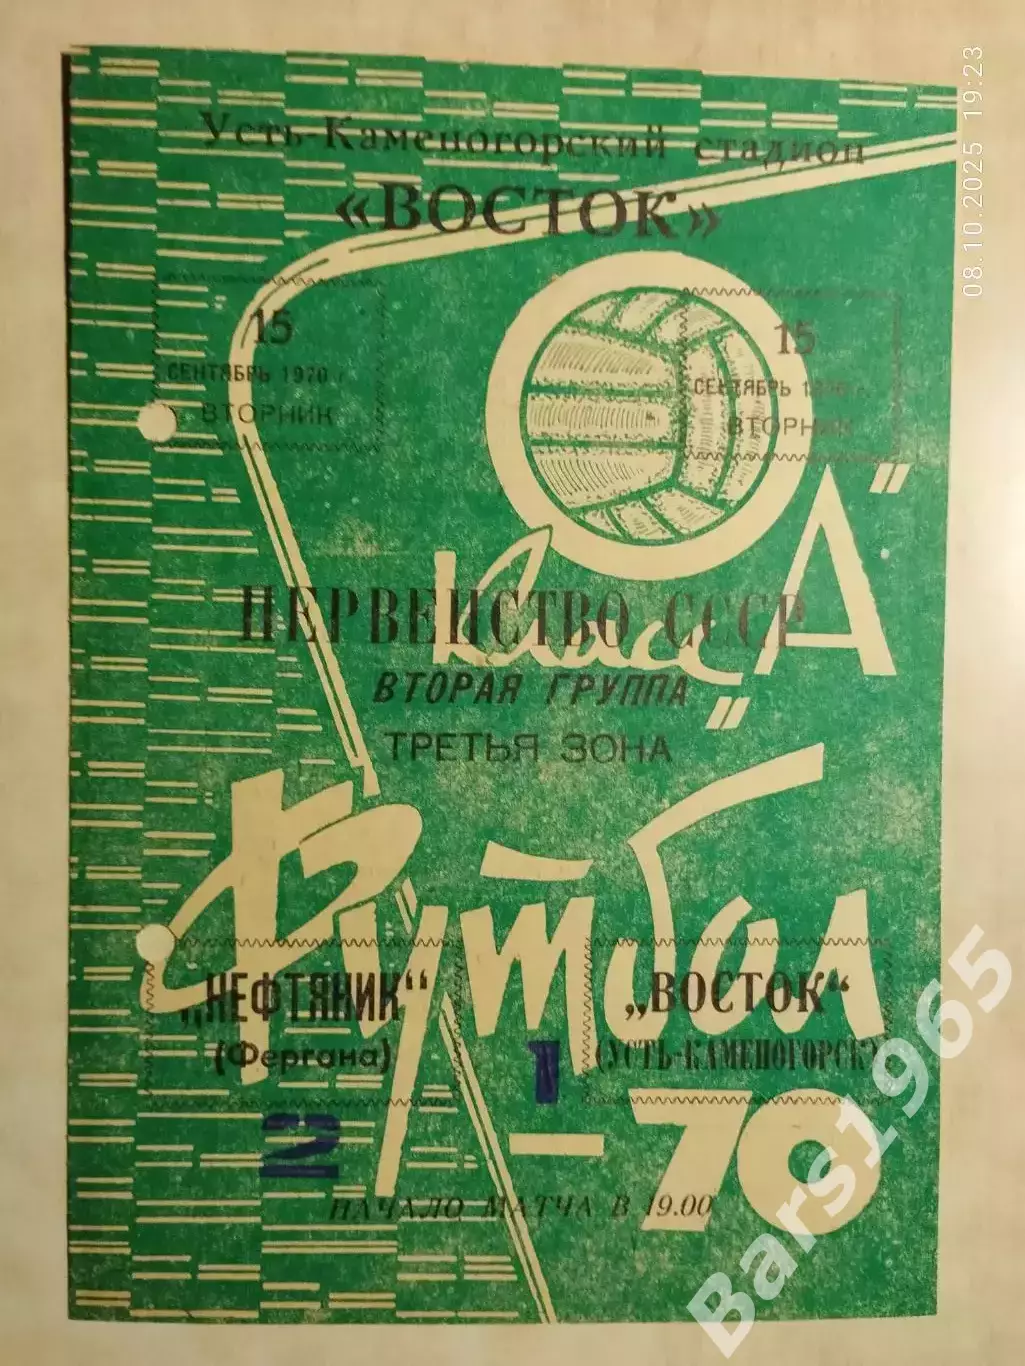 Усть-Каменогорский стадион
«ВОСТОК»
15
СЕНТЯБРЬ 1970 г.
ВТОРНИК
15
СЕНТЯБРЬ
ВТОРНИК
Класс „А"
ПЕРВЕНСТВО СССР
ВТОРАЯ ГРУППА
ТРЕТЬЯ ЗОНА
Футбол
„НЕФТЯНИК"
(Фергана)
„ВОСТОК"
(УСТЬ-КАМЕНОГОРСК)
2
1
-70
НАЧАЛО МАТЧА В 19.00
08.10.2025 19:23
Bars1965